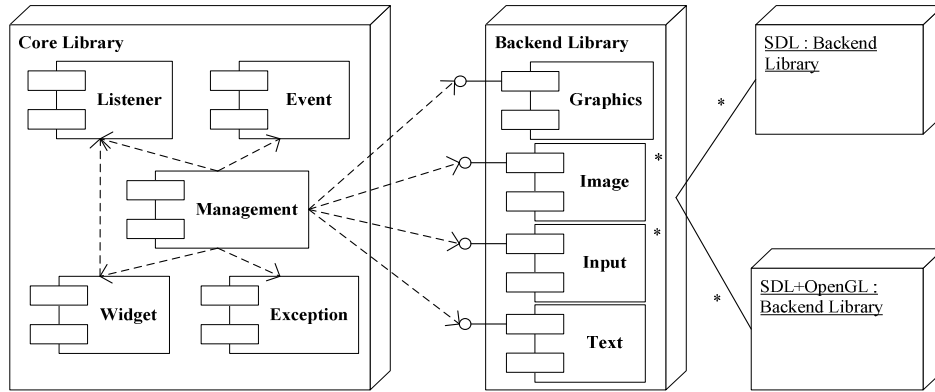 Core Library
Listener
Event
Management
Widget
Exception
Backend Library
Graphics
Image
*
Input
*
Text
SDL : Backend
Library
*
SDL+OpenGL :
Backend Library
*